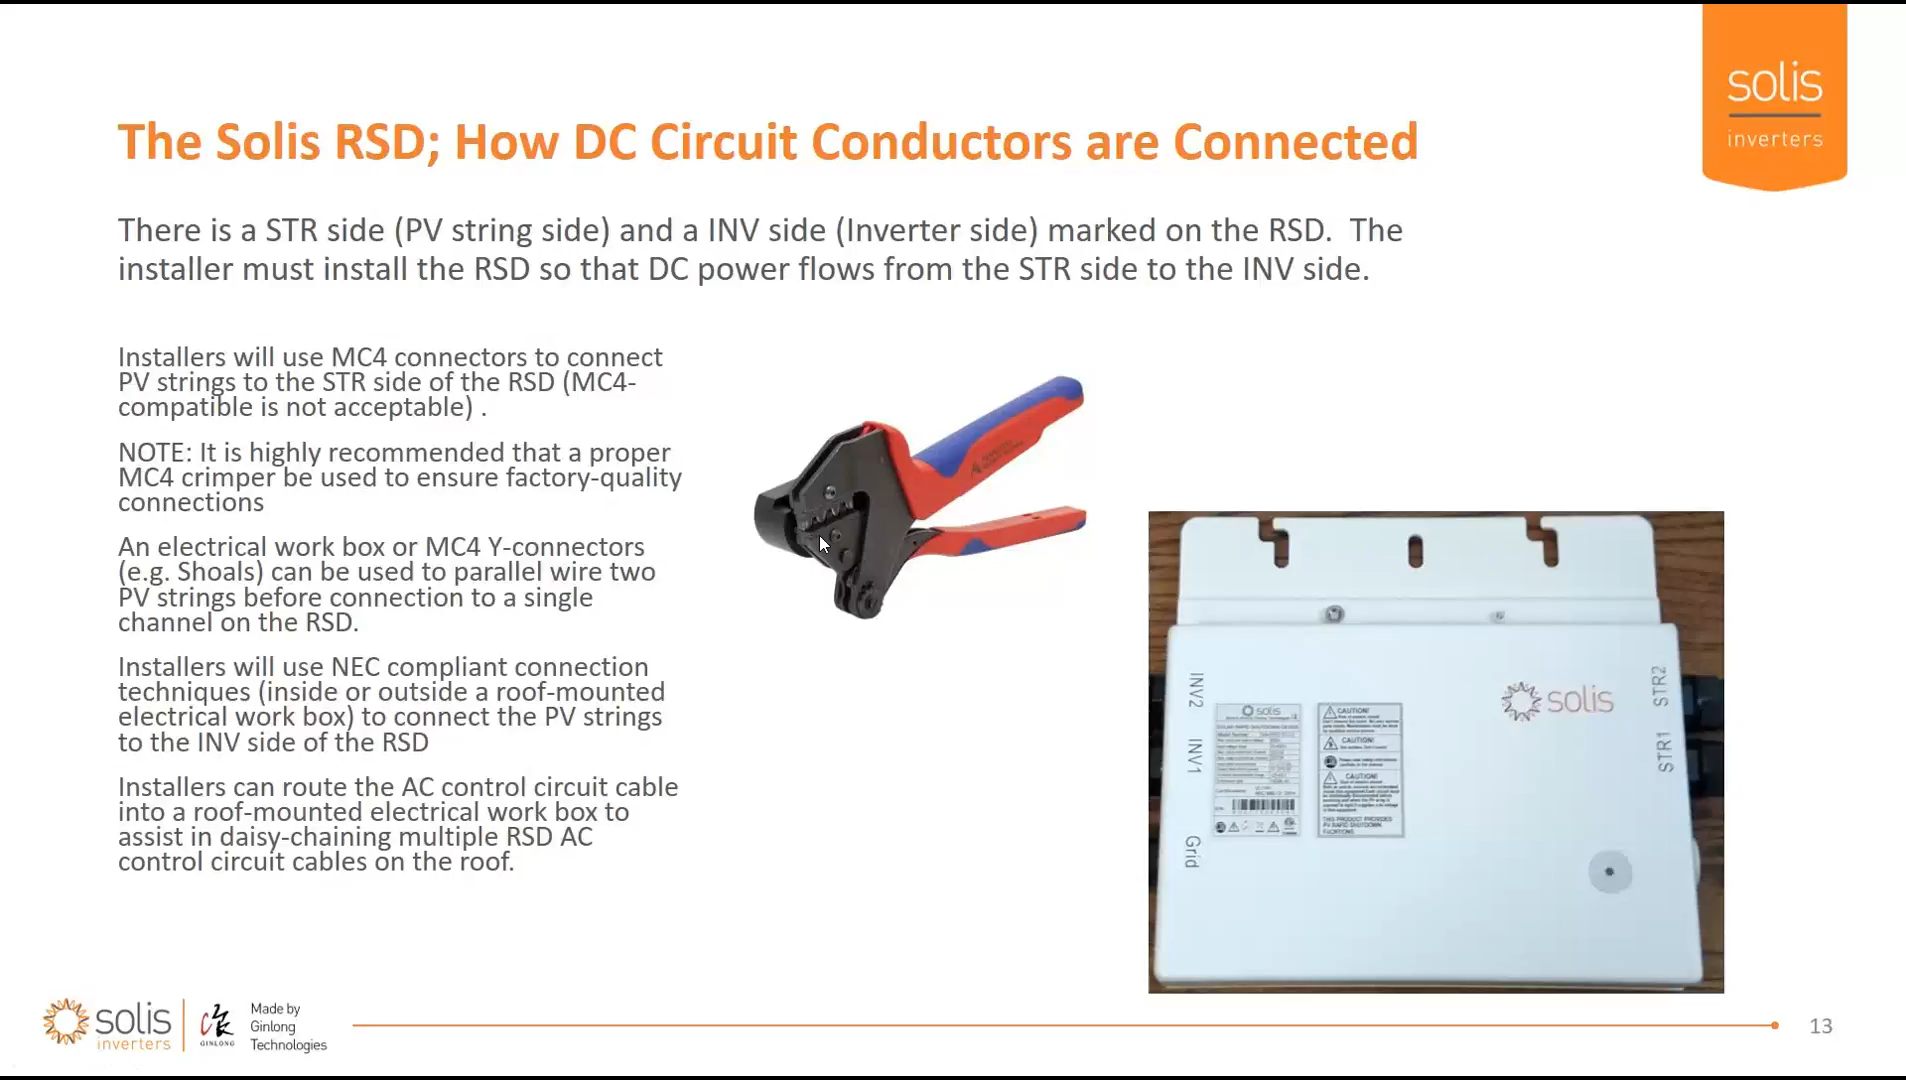 solis
inverters
The Solis RSD; How DC Circuit Conductors are Connected
There is a STR side (PV string side) and a INV side (Inverter side) marked on the RSD. The
installer must install the RSD so that DC power flows from the STR side to the INV side.
Installers will use MC4 connectors to connect
PV strings to the STR side of the RSD (MC4-
compatible is not acceptable) .
NOTE: It is highly recommended that a proper
MC4 crimper be used to ensure factory-quality
connections
An electrical work box or MC4 Y-connectors
(e.g. Shoals) can be used to parallel wire two
PV strings before connection to a single
channel on the RSD.
Installers will use NEC compliant connection
techniques (inside or outside a roof-mounted
electrical work box) to connect the PV strings
to the INV side of the RSD
Installers can route the AC control circuit cable
into a roof-mounted electrical work box to
assist in daisy-chaining multiple RSD AC
control circuit cables on the roof.
INV2
INV1
Grid
solis
CAUTION!
CAUTION!
CAUTION!
THIS PRODUCT PROVIDES
PV RAPID SHUTDOWN
FUNCTIONS
solis
STR2
STR1
solis
inverters
GINLONG
Made by
Ginlong
Technologies
13